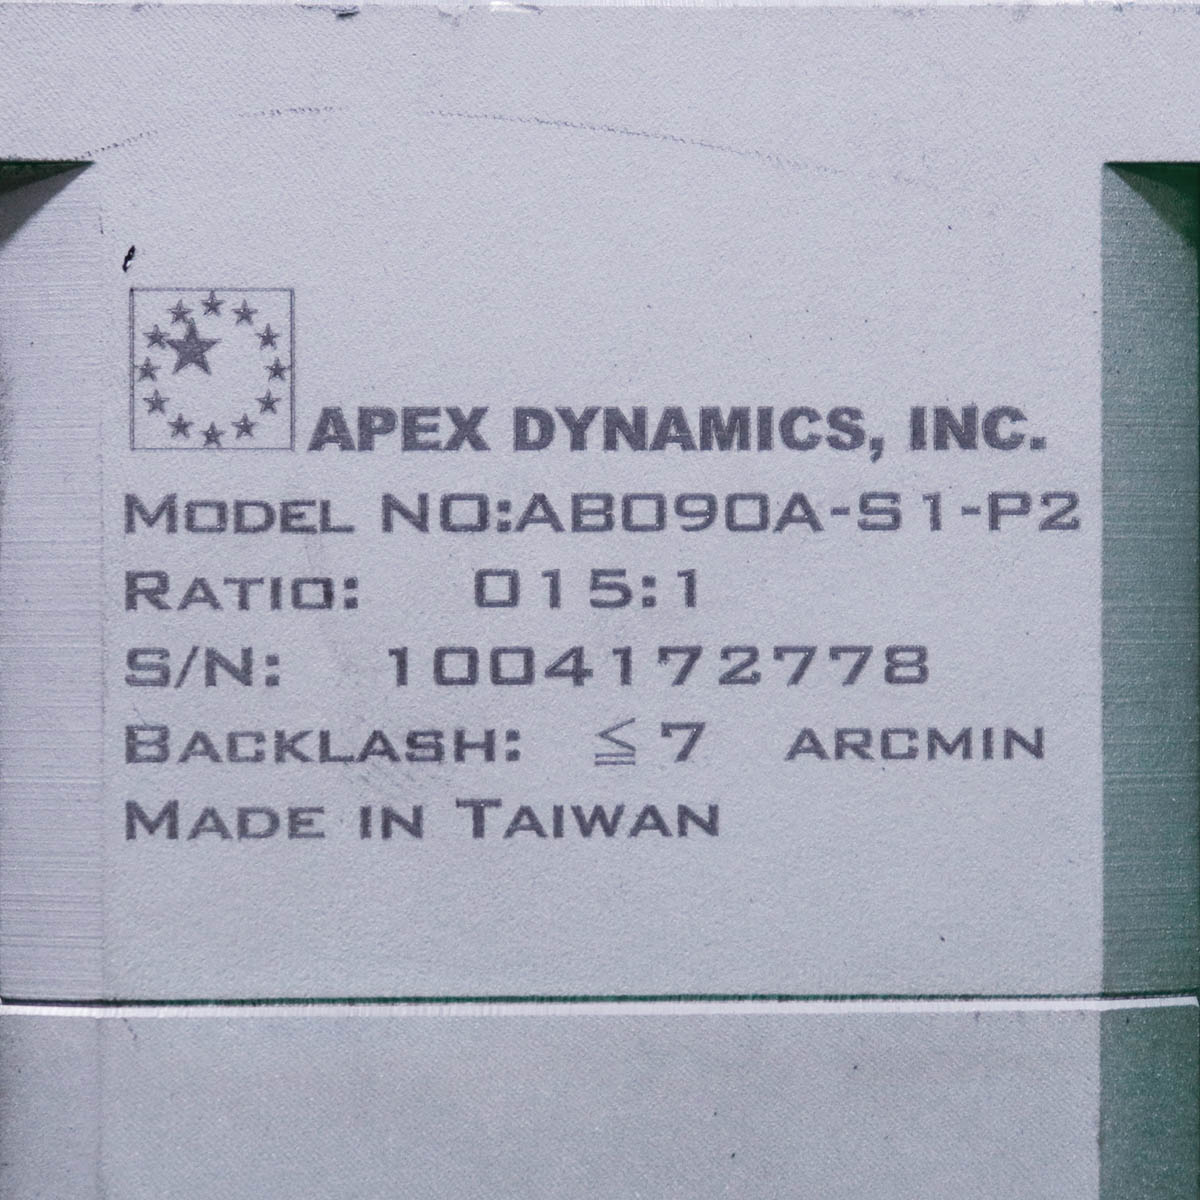 APEX DYNAMICS, INC.
MODEL NO:AB090A-S1-P2
RATIO: 015:1
S/N: 1004172778
BACKLASH: ≦7 ARCMIN
MADE IN TAIWAN